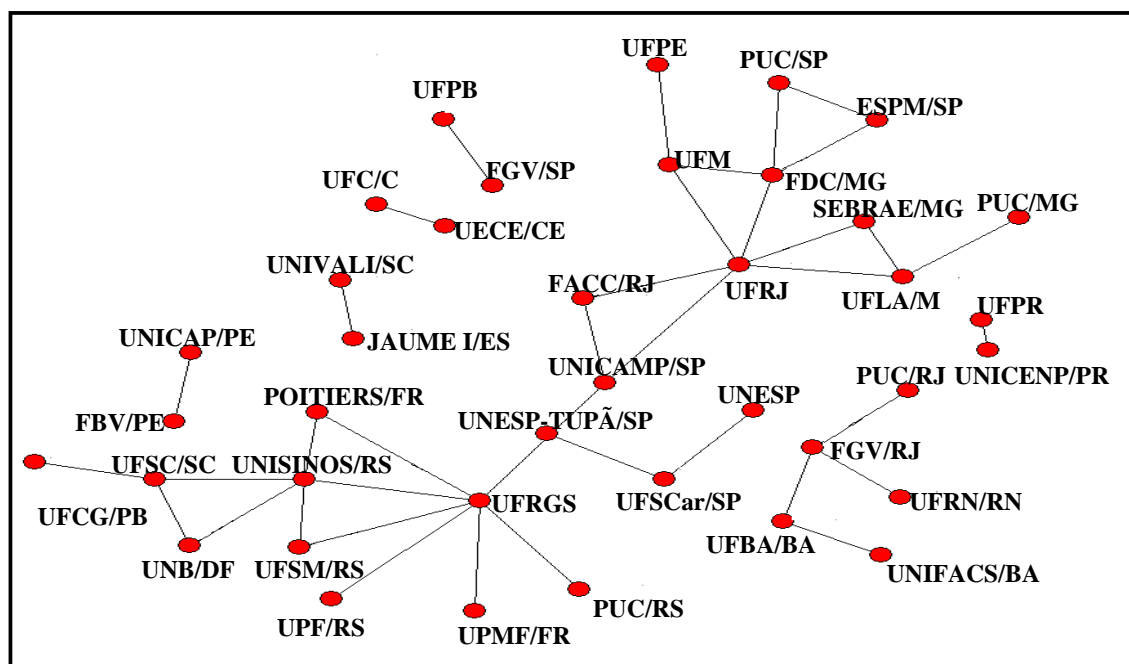 UFPE
PUC/SP
UFPB
ESPM/SP
UFM
FGV/SP
UFC/C
FDC/MG
SEBRAE/MG
PUC/MG
UECE/CE
UNIVALI/SC
FACC/RJ
UFRJ
UFLA/M
UFPR
UNICAP/PE
JAUME I/ES
UNICAMP/SP
UNICENP/PR
PUC/RJ
POITIERS/FR
UNESP
FBV/PE
UNESP-TUPÃ/SP
FGV/RJ
UFSC/SC
UNISINOS/RS
UFRGS
UFSCar/SP
UFRN/RN
UFCG/PB
UFBA/BA
UNB/DF
UFSM/RS
UNIFACS/BA
PUC/RS
UPF/RS
UPMF/FR